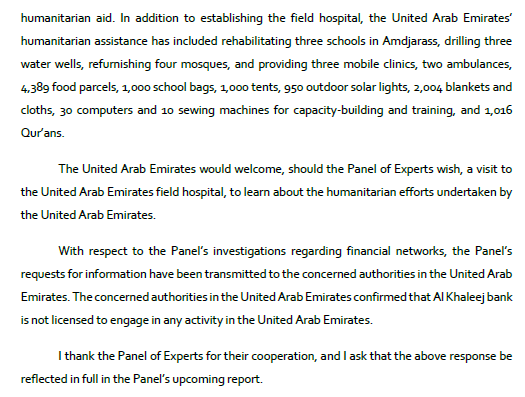 humanitarian aid. In addition to establishing the field hospital, the United Arab Emirates'
humanitarian assistance has included rehabilitating three schools in Amdjarass, drilling three
water wells, refurnishing four mosques, and providing three mobile clinics, two ambulances,
4,389 food parcels, 1,000 school bags, 1,000 tents, 950 outdoor solar lights, 2,004 blankets and
cloths, 30 computers and 10 sewing machines for capacity-building and training, and 1,016
Qur'ans.
The United Arab Emirates would welcome, should the Panel of Experts wish, a visit to
the United Arab Emirates field hospital, to learn about the humanitarian efforts undertaken by
the United Arab Emirates.
With respect to the Panel's investigations regarding financial networks, the Panel's
requests for information have been transmitted to the concerned authorities in the United Arab
Emirates. The concerned authorities in the United Arab Emirates confirmed that Al Khaleej bank
is not licensed to engage in any activity in the United Arab Emirates.
I thank the Panel of Experts for their cooperation, and I ask that the above response be
reflected in full in the Panel's upcoming report.